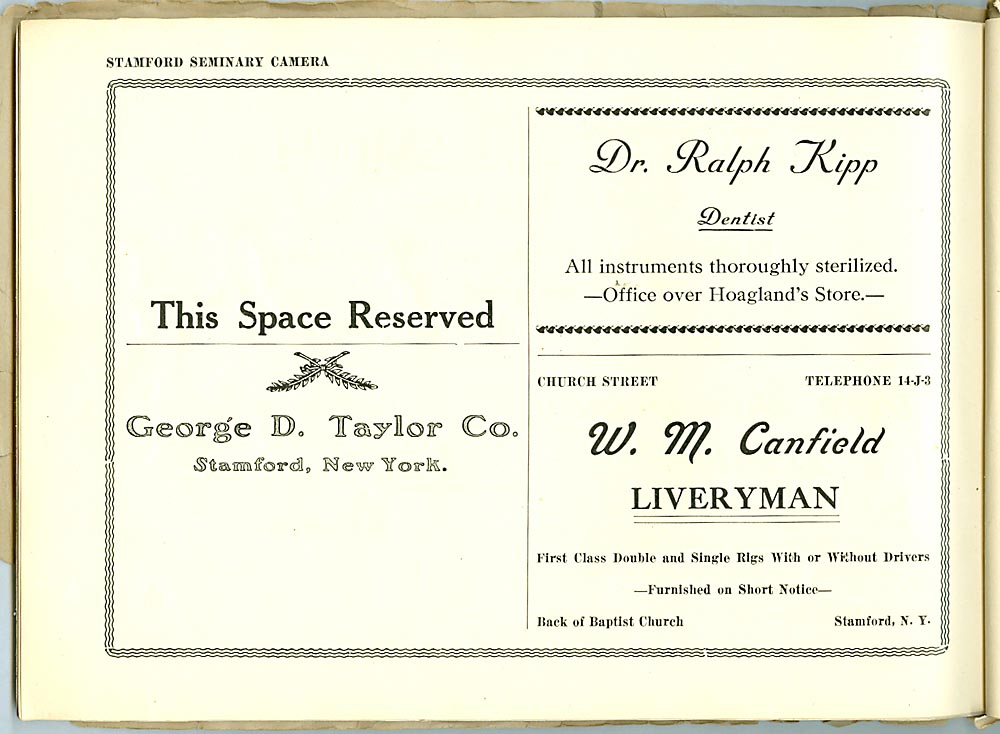 STAMFORD SEMINARY CAMERA
This Space Reserved
George D. Taylor Co.
Stamford, New York.
Dr. Ralph Kipp
Dentist
All instruments thoroughly sterilized.
—Office over Hoagland's Store.—
CHURCH STREET TELEPHONE 14-J-3
W. M. Canfield
LIVERYMAN
First Class Double and Single Rigs With or Without Drivers
—Furnished on Short Notice—
Back of Baptist Church Stamford, N. Y.